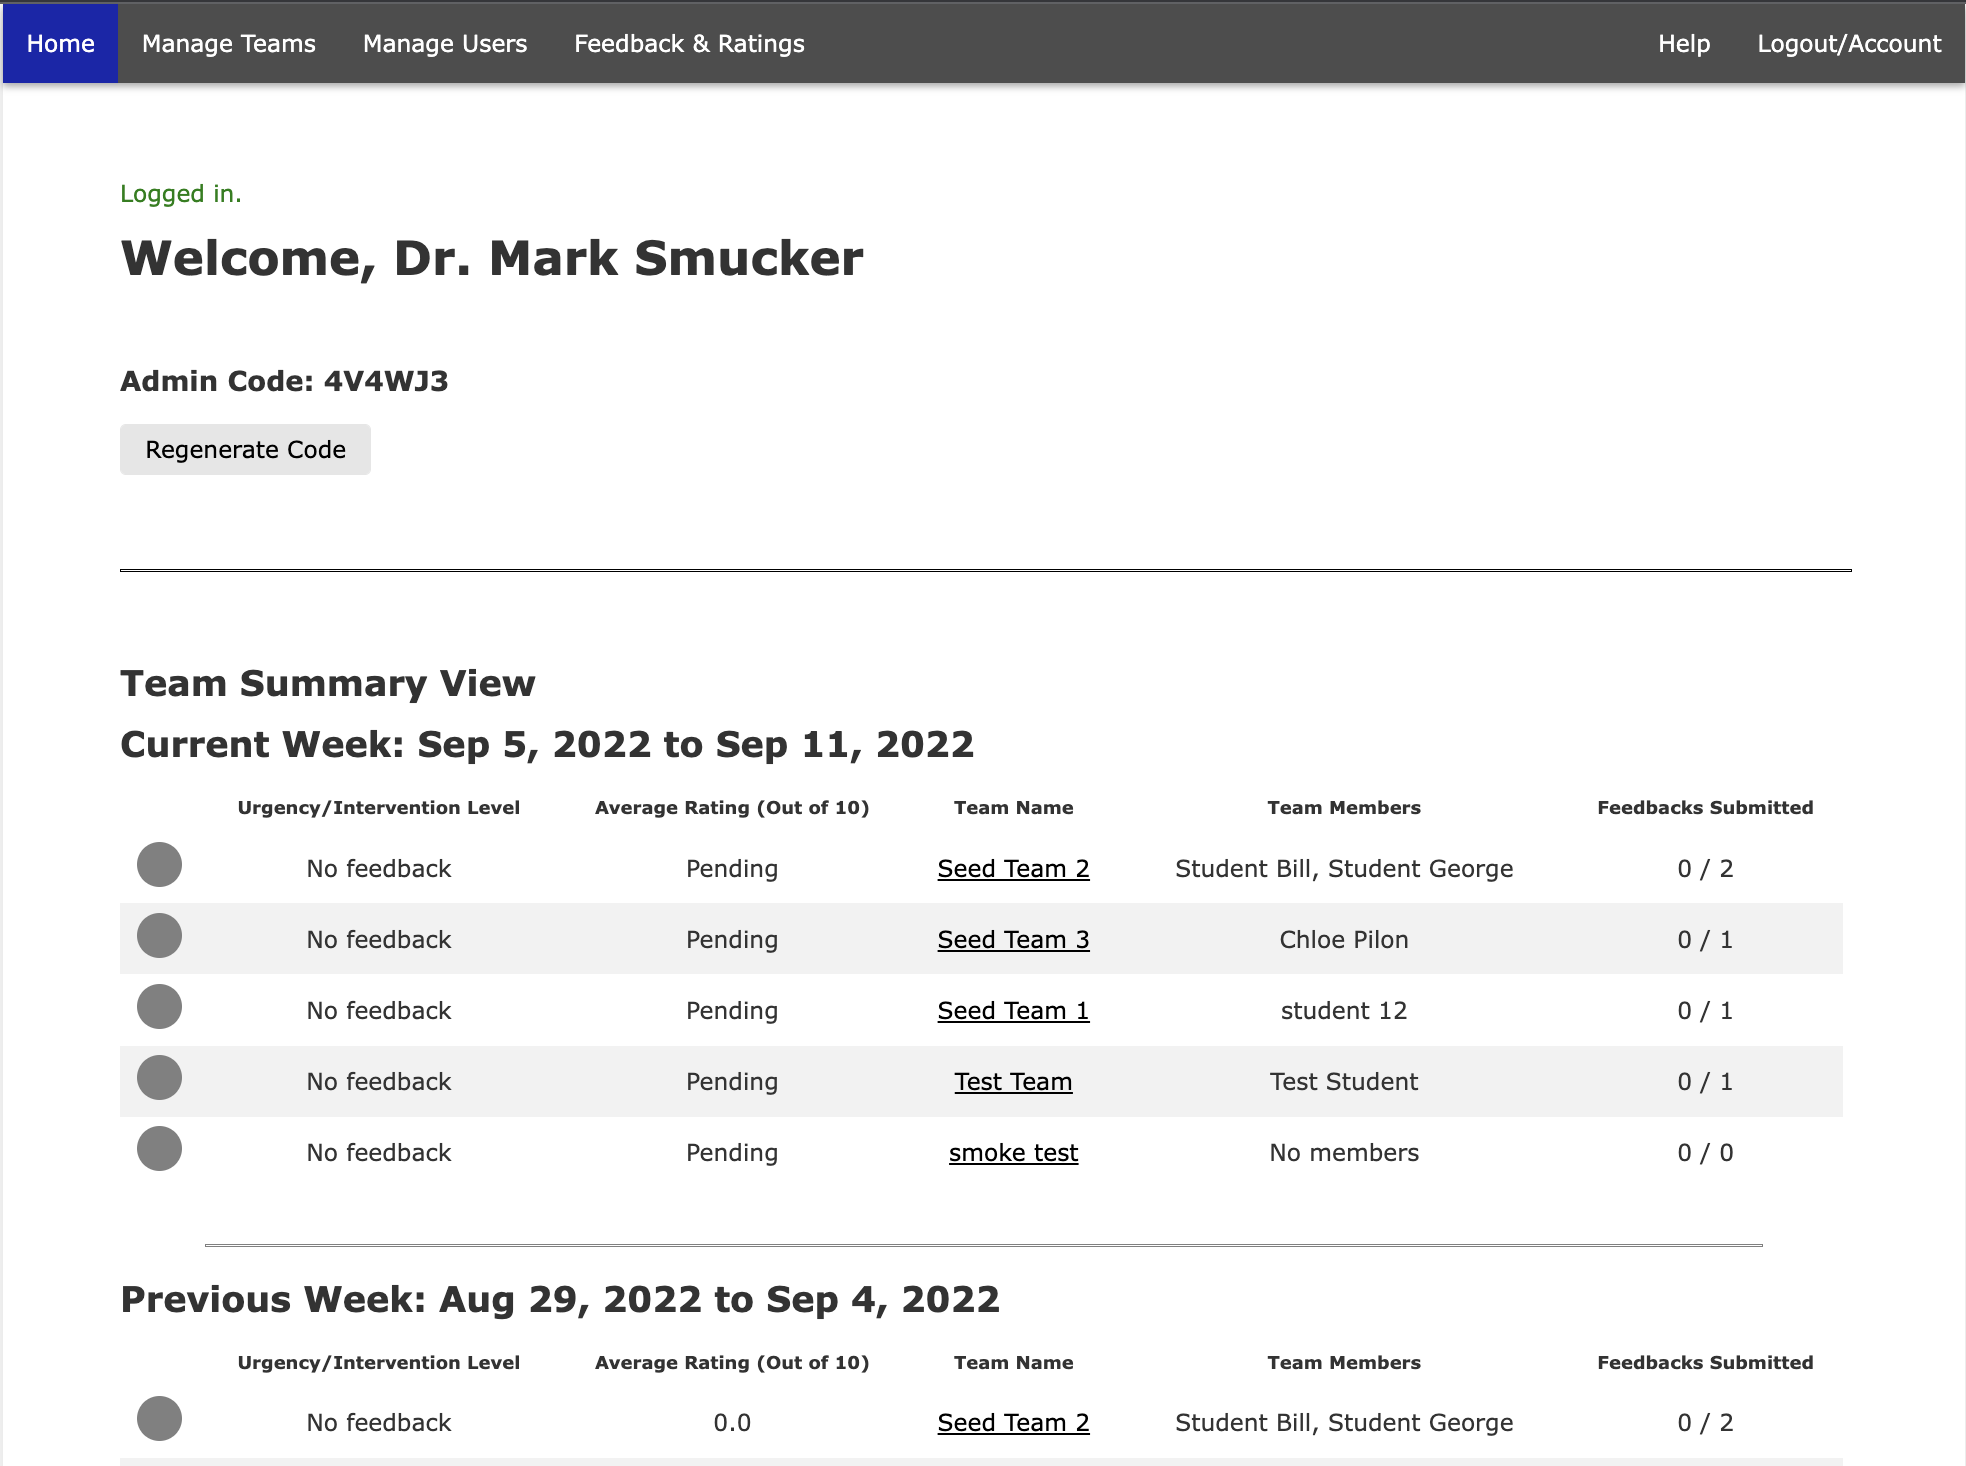 Home Manage Teams Manage Users Feedback & Ratings Help Logout/Account
Logged in.
Welcome, Dr. Mark Smucker
Admin Code: 4V4WJ3
Regenerate Code
Team Summary View
Current Week: Sep 5, 2022 to Sep 11, 2022
Urgency/Intervention Level Average Rating (Out of 10) Team Name Team Members Feedbacks Submitted
No feedback Pending Seed Team 2 Student Bill, Student George 0 / 2
No feedback Pending Seed Team 3 Chloe Pilon 0 / 1
No feedback Pending Seed Team 1 student 12 0 / 1
No feedback Pending Test Team Test Student 0 / 1
No feedback Pending smoke test No members 0 / 0
Previous Week: Aug 29, 2022 to Sep 4, 2022
Urgency/Intervention Level Average Rating (Out of 10) Team Name Team Members Feedbacks Submitted
No feedback 0.0 Seed Team 2 Student Bill, Student George 0 / 2